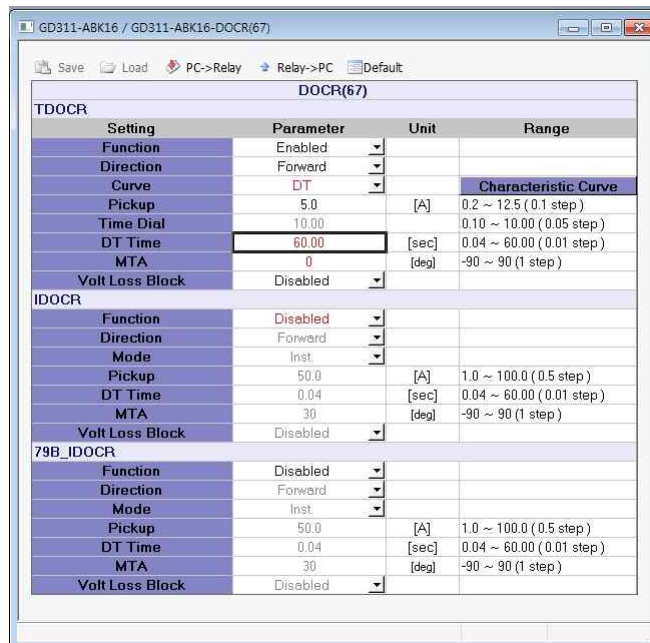 GD311-ABK16 / GD311-ABK16-DOCR(67)
Save Load PC->Relay Relay->PC Default
DOCR(67)
TDOCR
Setting Parameter Unit Range
Function Enabled
Direction Forward
Curve DT Characteristic Curve
Pickup 5.0 [A] 0.2 ~ 12.5 ( 0.1 step )
Time Dial 10.00 0.10 ~ 10.00 ( 0.05 step )
DT Time 60.00 [sec] 0.04 ~ 60.00 ( 0.01 step )
MTA 0 [deg] -90 ~ 90 (1 step )
Volt Loss Block Disabled
IDOCR
Function Disabled
Direction Forward
Mode Inst.
Pickup 50.0 [A] 1.0 ~ 100.0 ( 0.5 step )
DT Time 0.04 [sec] 0.04 ~ 60.00 ( 0.01 step )
MTA 30 [deg] -90 ~ 90 (1 step )
Volt Loss Block Disabled
79B_IDOCR
Function Disabled
Direction Forward
Mode Inst.
Pickup 50.0 [A] 1.0 ~ 100.0 ( 0.5 step )
DT Time 0.04 [sec] 0.04 ~ 60.00 ( 0.01 step )
MTA 30 [deg] -90 ~ 90 (1 step )
Volt Loss Block Disabled